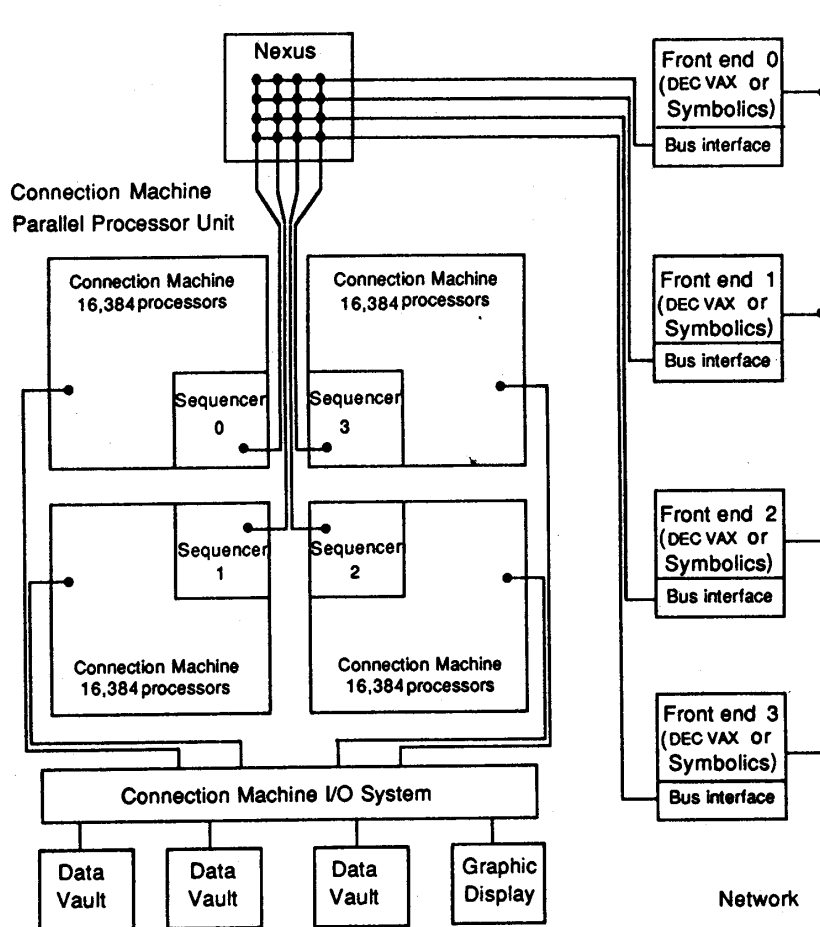 Nexus
Front end 0
(DEC VAX or
Symbolics)
Bus interface
Connection Machine
Parallel Processor Unit
Connection Machine
16,384 processors
Sequencer
0
Connection Machine
16,384 processors
Sequencer
3
Front end 1
(DEC VAX or
Symbolics)
Bus interface
Sequencer
1
Connection Machine
16,384 processors
Sequencer
2
Connection Machine
16,384 processors
Front end 2
(DEC VAX or
Symbolics)
Bus interface
Front end 3
(DEC VAX or
Symbolics)
Bus interface
Connection Machine I/O System
Data
Vault
Data
Vault
Data
Vault
Graphic
Display
Network